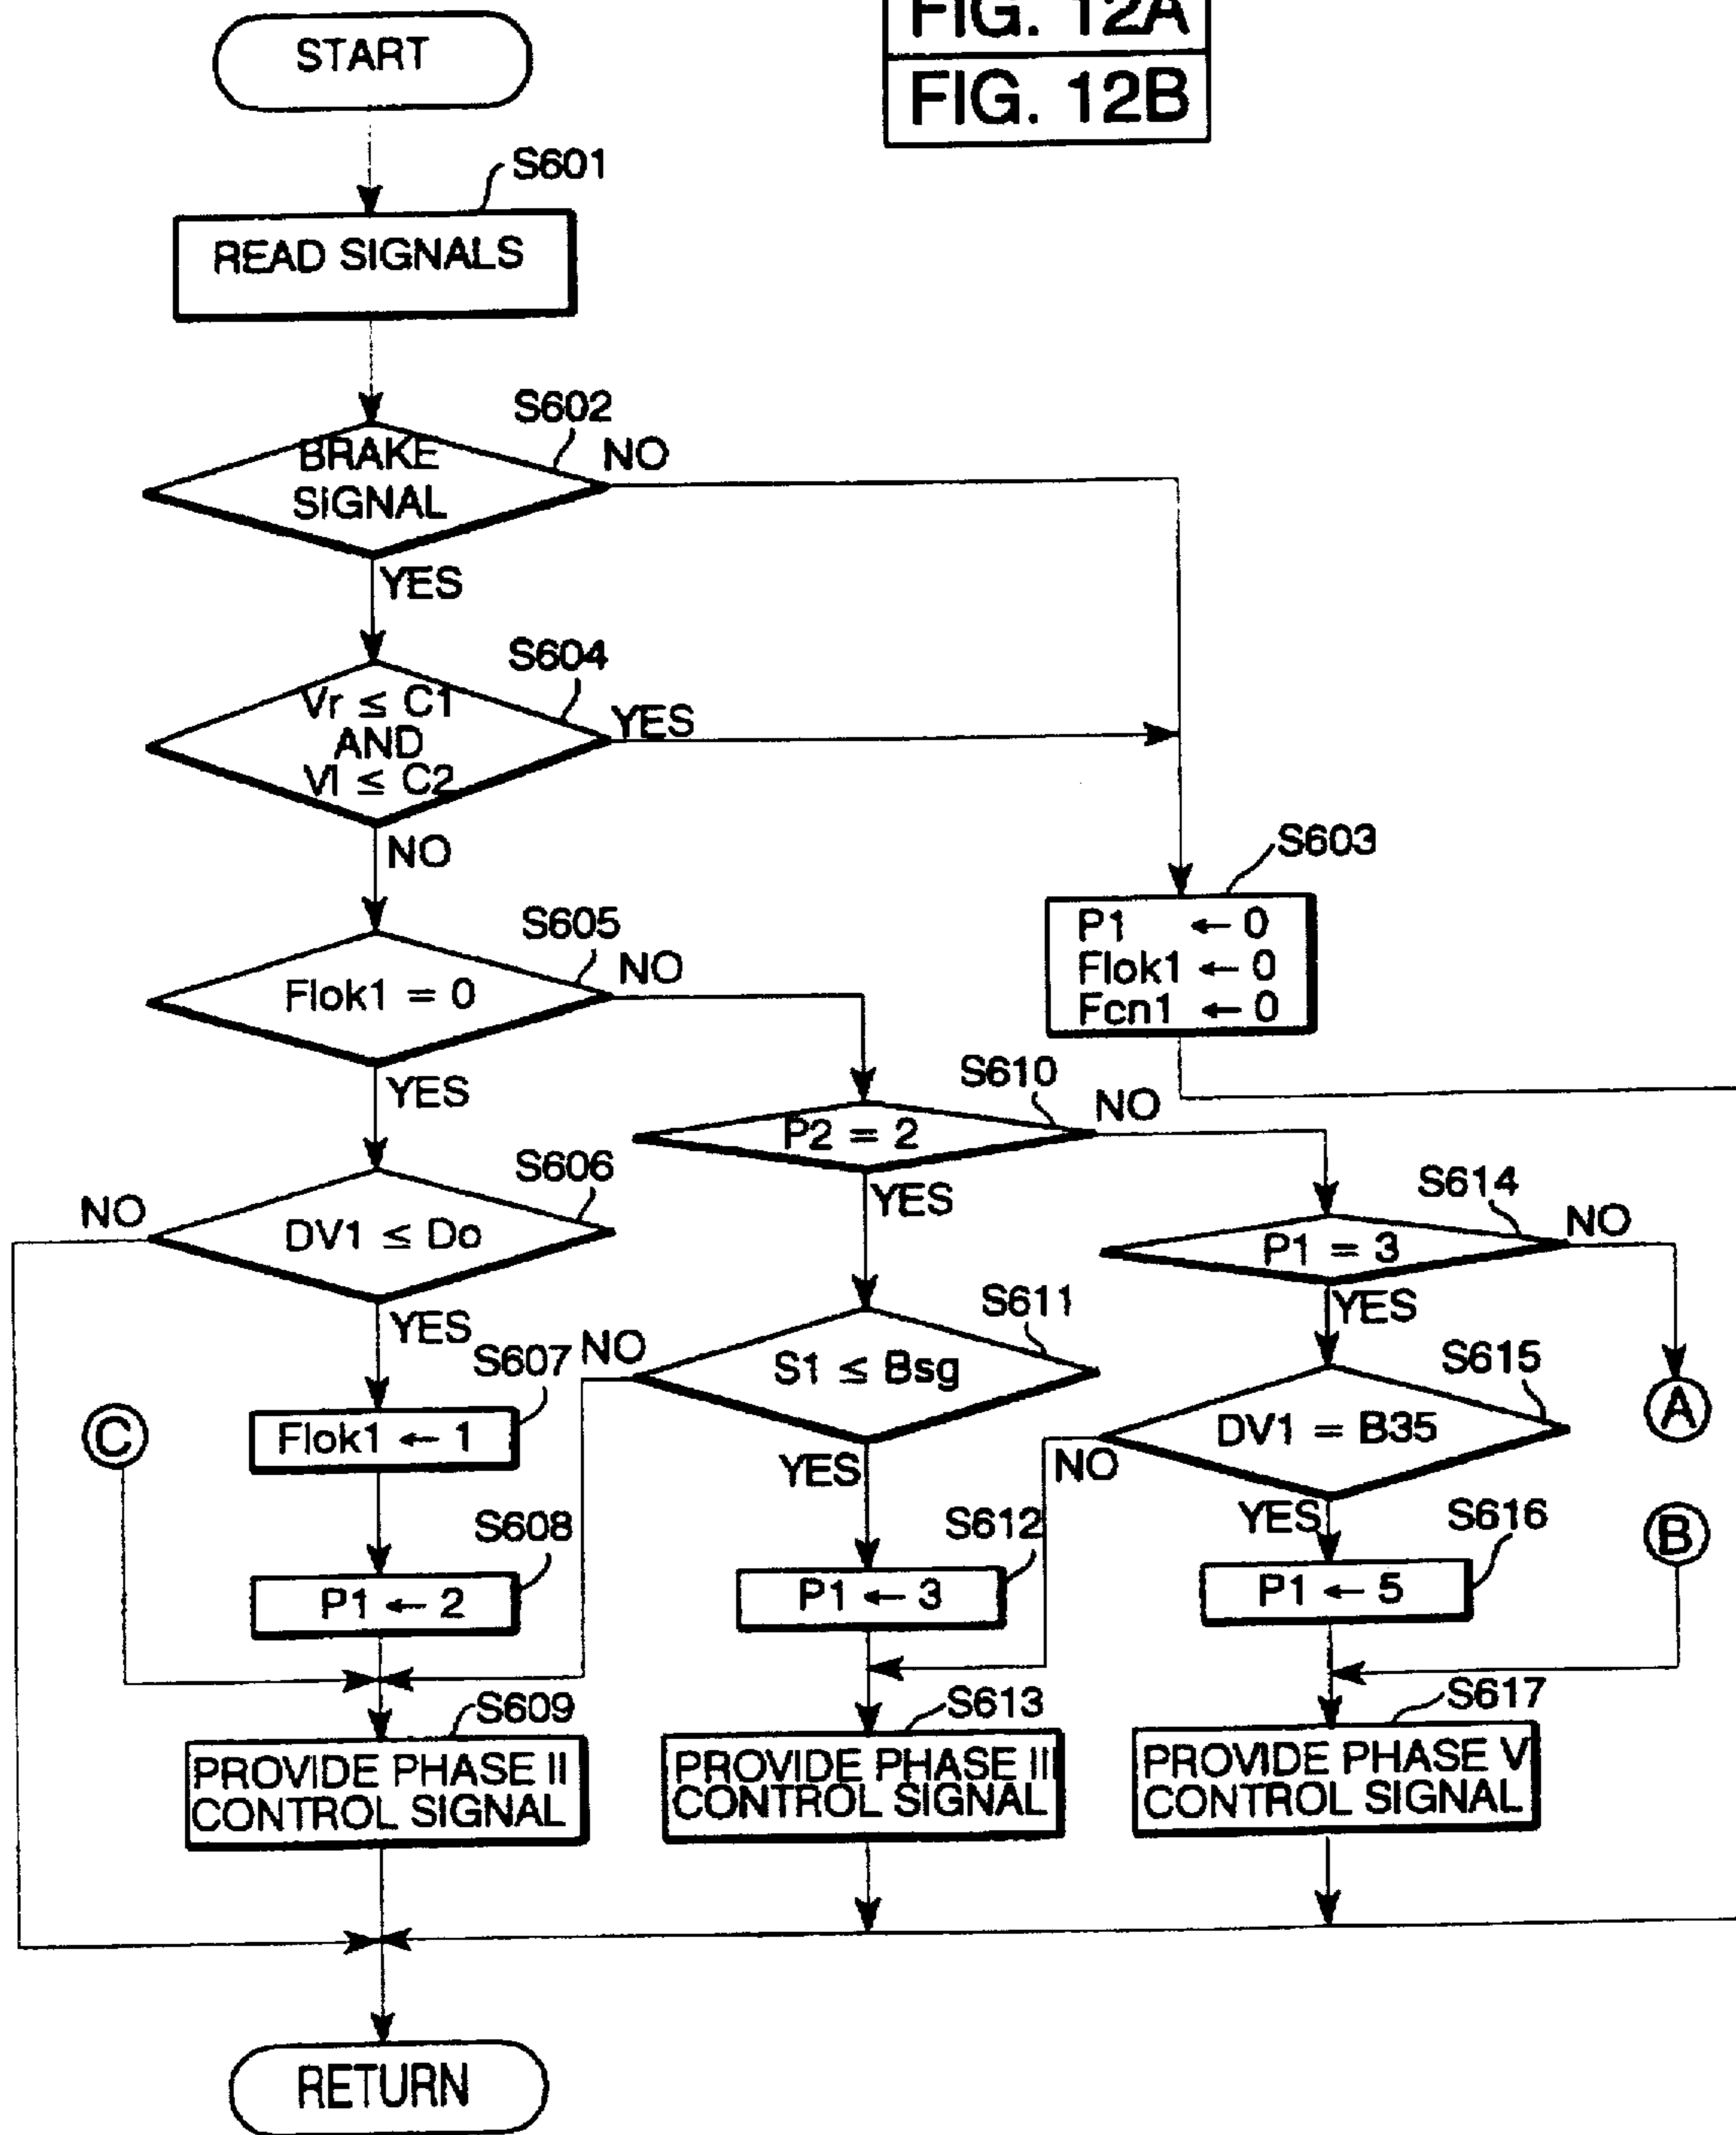 FIG. 12A
FIG. 12B
START
S601
READ SIGNALS
S602
BRAKE
SIGNAL
NO
YES
S604
Vr ≤ C1
AND
Vl ≤ C2
YES
NO
S603
P1 ← 0
Flok1 ← 0
Fcn1 ← 0
S605
Flok1 = 0
NO
YES
S610
P2 = 2
NO
YES
S606
NO
DV1 ≤ Do
YES
S614
P1 = 3
NO
YES
S611
NO
S1 ≤ Bsg
YES
S615
DV1 = B35
NO
YES
A
S607
Flok1 ← 1
C
S608
P1 ← 2
S612
P1 ← 3
S616
P1 ← 5
B
S609
PROVIDE PHASE II
CONTROL SIGNAL
S613
PROVIDE PHASE III
CONTROL SIGNAL
S617
PROVIDE PHASE V
CONTROL SIGNAL
RETURN